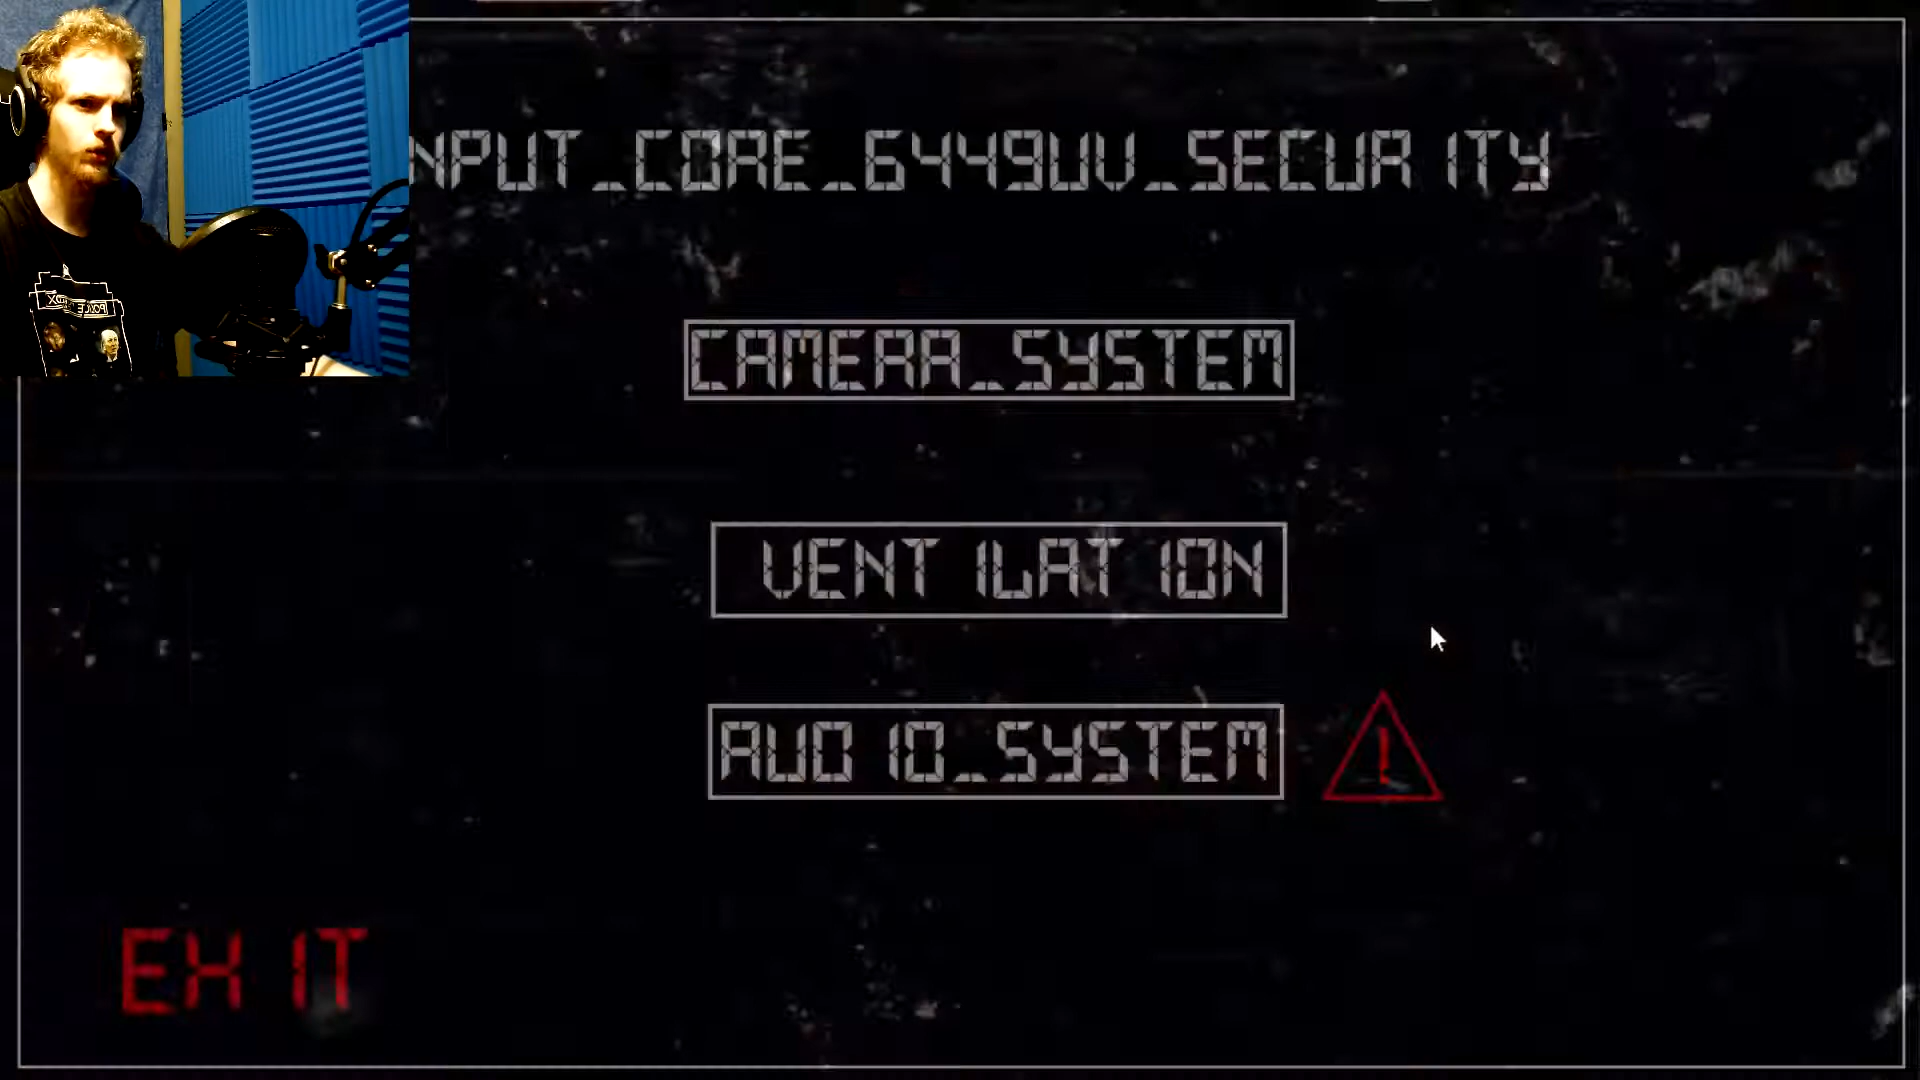 NPUT_CORE_6449UV_SECURITY
CAMERA_SYSTEM
VENTILATION
AUDIO_SYSTEM
EXIT